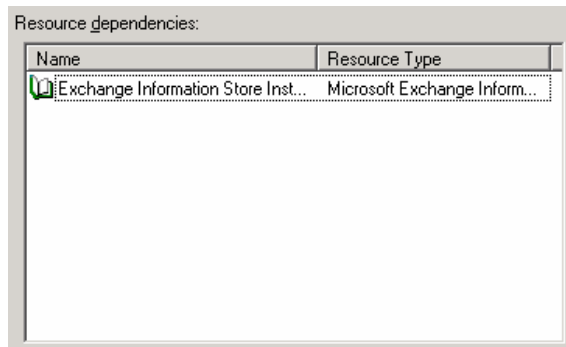 Resource dependencies:
Name Resource Type
Exchange Information Store Inst... Microsoft Exchange Inform...